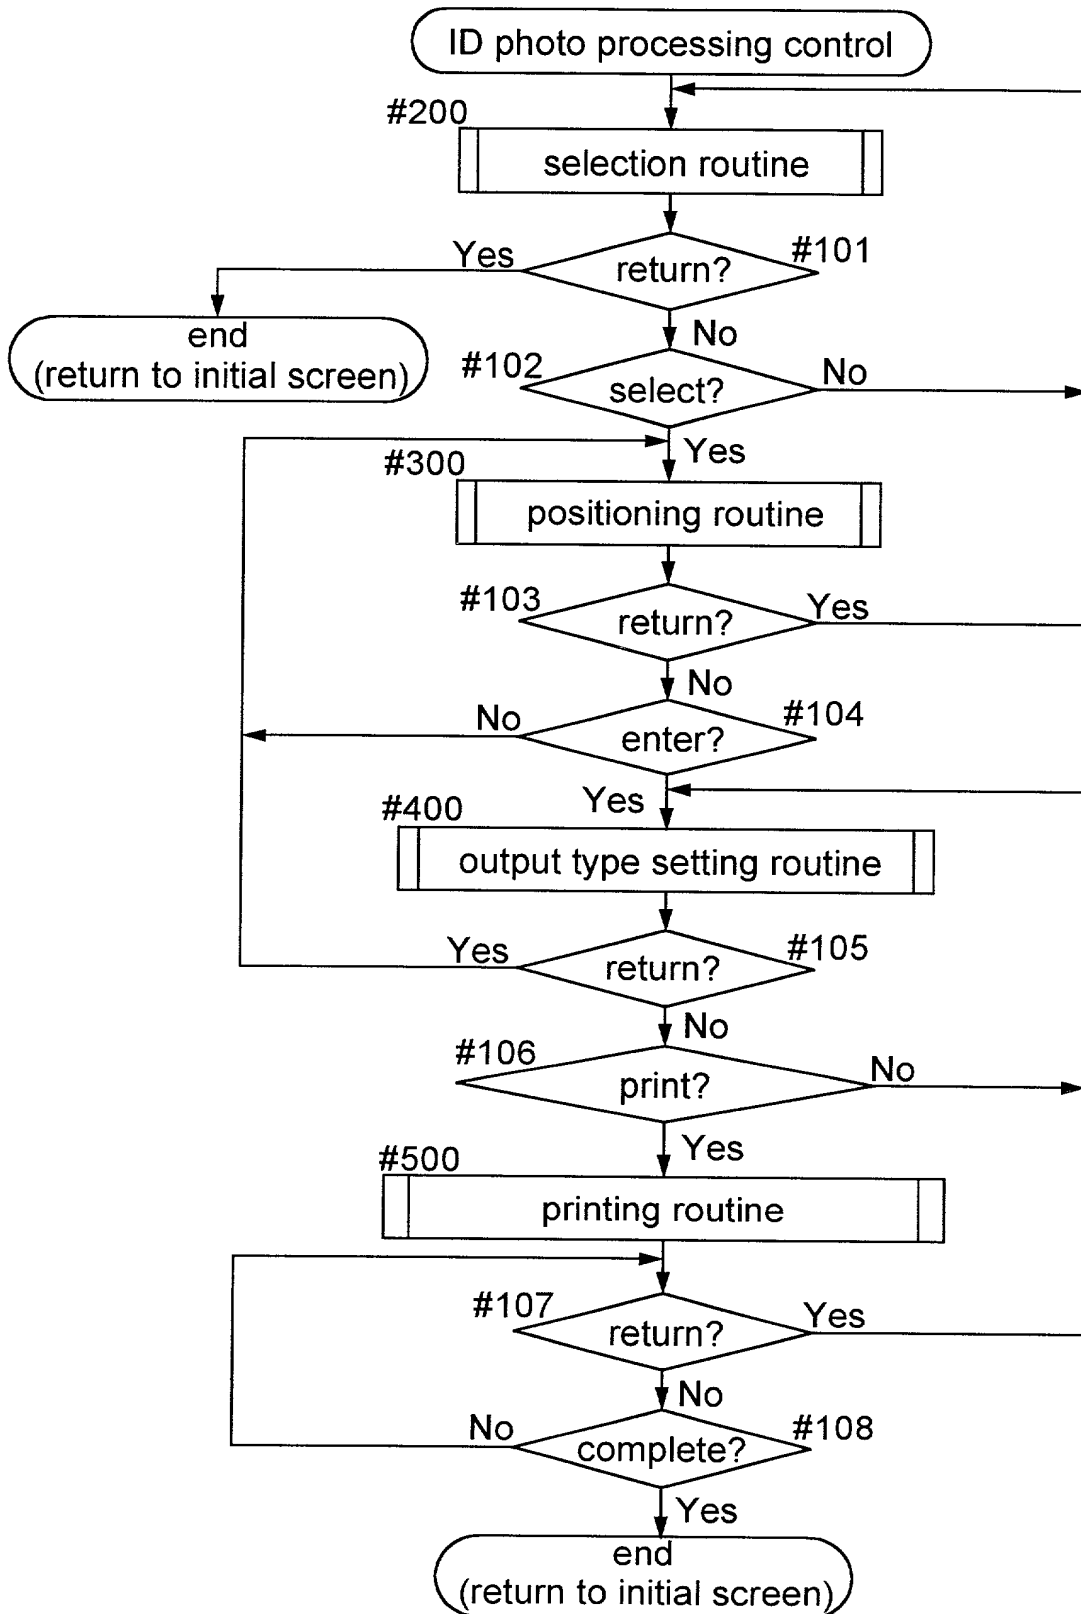 ID photo processing control
#200
selection routine
Yes
return?
#101
end
(return to initial screen)
No
#102
select?
No
Yes
#300
positioning routine
#103
return?
Yes
No
No
enter?
#104
Yes
#400
output type setting routine
Yes
return?
#105
No
#106
print?
No
Yes
#500
printing routine
#107
return?
Yes
No
No
complete?
#108
Yes
end
(return to initial screen)